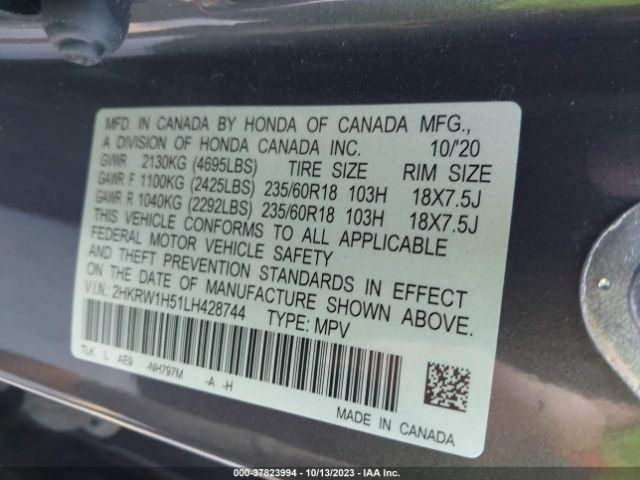 MFD. IN CANADA BY HONDA OF CANADA MFG.,
A DIVISION OF HONDA CANADA INC. 10/'20
GVWR 2130KG (4695LBS) TIRE SIZE RIM SIZE
GAWR F 1100KG (2425LBS) 235/60R18 103H 18X7.5J
GAWR R 1040KG (2292LBS) 235/60R18 103H 18X7.5J
THIS VEHICLE CONFORMS TO ALL APPLICABLE
FEDERAL MOTOR VEHICLE SAFETY
AND THEFT PREVENTION STANDARDS IN EFFECT
ON THE DATE OF MANUFACTURE SHOWN ABOVE.
V.I.N.: 2HKRW1H51LH428744 TYPE: MPV
TLK L AE9 -NH797M -A -H
MADE IN CANADA
000-37823994 | 10/13/2023 | IAA Inc.